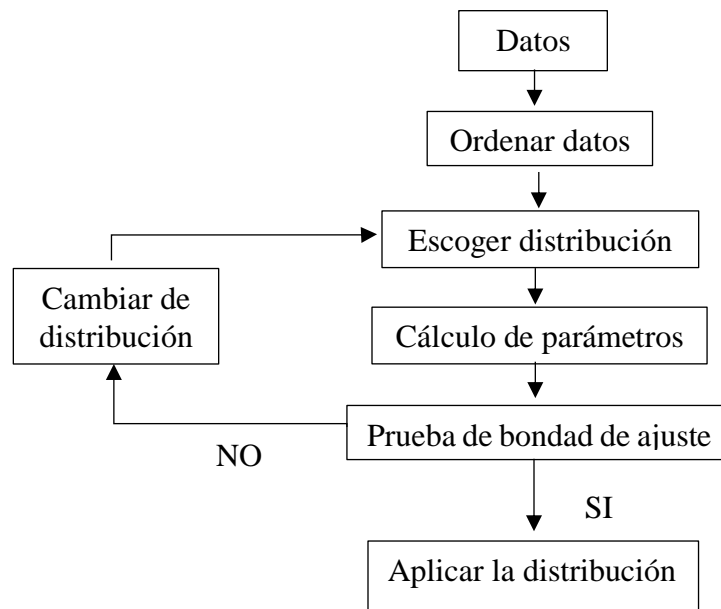 Datos
Ordenar datos
Escoger distribución
Cambiar de
distribución
Cálculo de parámetros
Prueba de bondad de ajuste
NO
SI
Aplicar la distribución